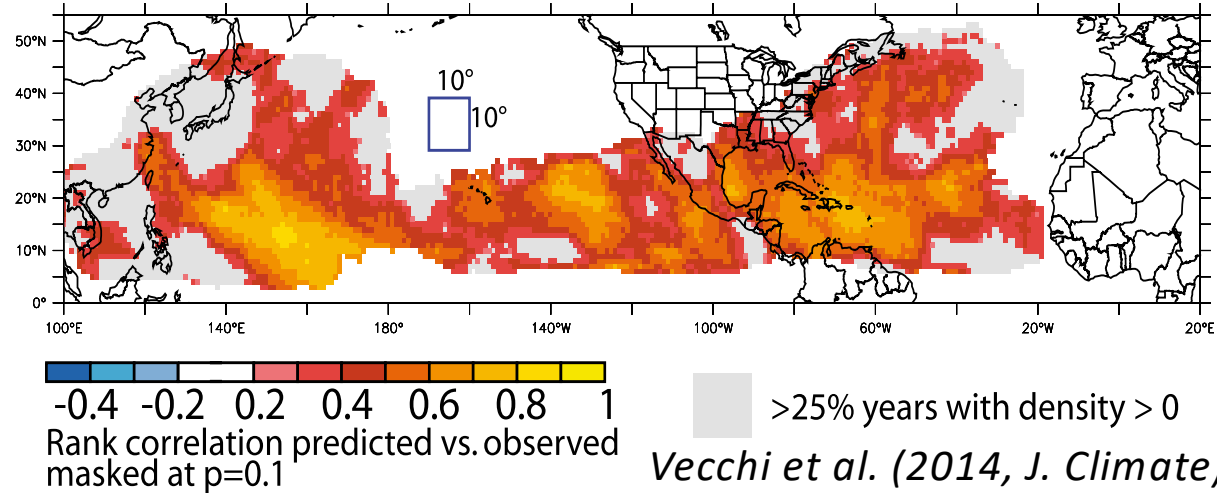 50°N
40°N
30°N
20°N
10°N
0°
10°
10°
100°E 140°E 180° 140°W 100°W 60°W 20°W 20°E
-0.4 -0.2 0.2 0.4 0.6 0.8 1
Rank correlation predicted vs. observed
masked at p=0.1
>25% years with density > 0
Vecchi et al. (2014, J. Climate,